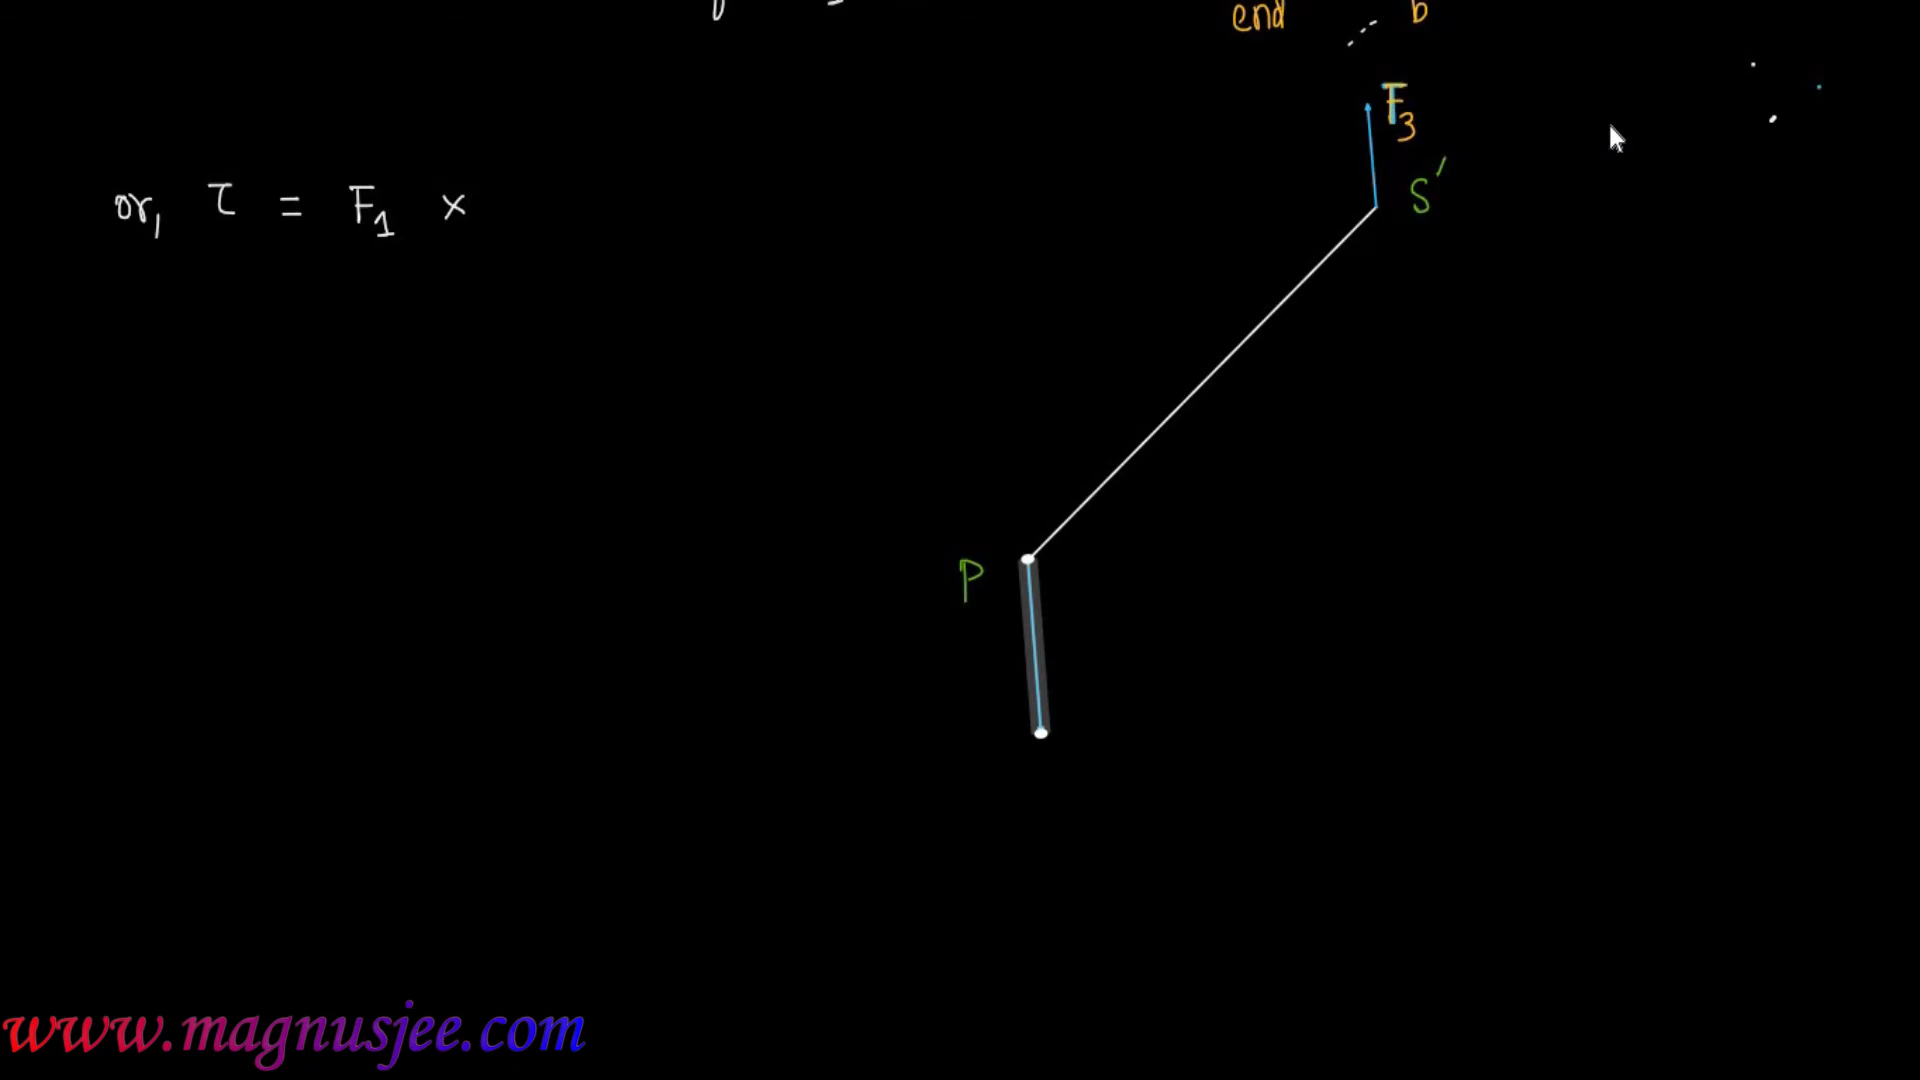 end b
F₃
or, τ = F₁ ×
S′
P
www.magnusjee.com